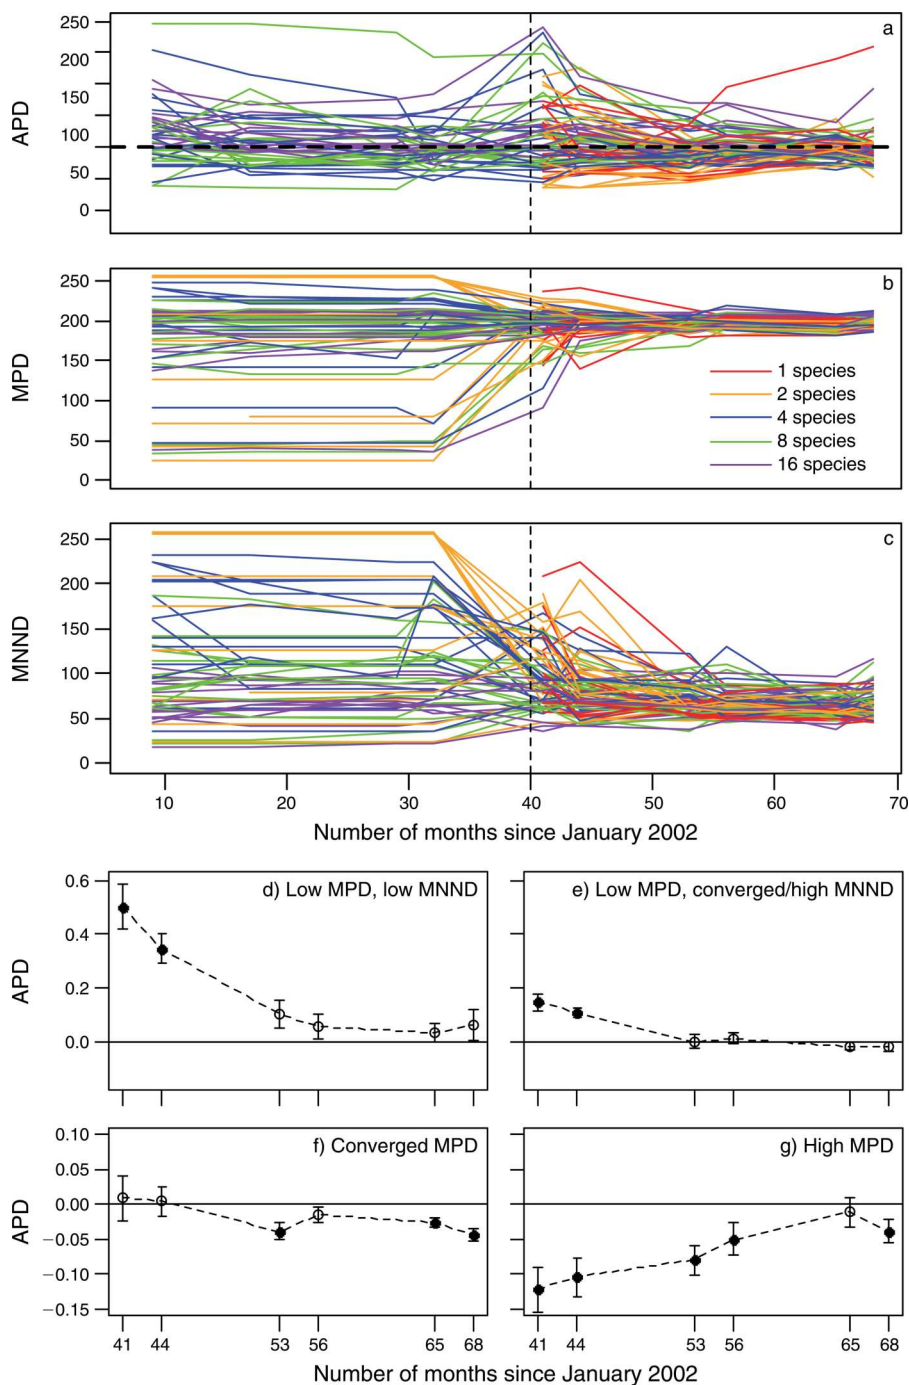 a
APD
250
200
150
100
50
0
b
MPD
250
200
150
100
50
0
1 species
2 species
4 species
8 species
16 species
c
MNND
250
200
150
100
50
0
10 20 30 40 50 60 70
Number of months since January 2002
d) Low MPD, low MNND
APD
0.6
0.4
0.2
0.0
e) Low MPD, converged/high MNND
f) Converged MPD
APD
0.10
0.05
0.00
−0.05
−0.10
−0.15
41 44 53 56 65 68
g) High MPD
41 44 53 56 65 68
Number of months since January 2002